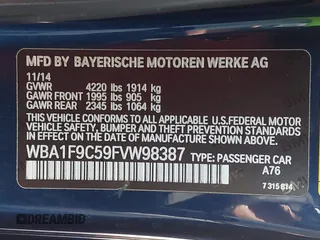 MFD BY BAYERISCHE MOTOREN WERKE AG
11/14
GVWR 4220 lbs 1914 kg
GAWR FRONT 1995 lbs 905 kg
GAWR REAR 2345 lbs 1064 kg
THIS VEHICLE CONFORMS TO ALL APPLICABLE U.S.FEDERAL MOTOR
VEHICLE SAFETY, BUMPER, AND THEFT PREVENTION STANDARDS IN
EFFECT ON THE DATE OF MANUFACTURE SHOWN ABOVE.
WBA1F9C59FVW98387 TYPE: PASSENGER CAR
A76
7 315 814
DREAMBID